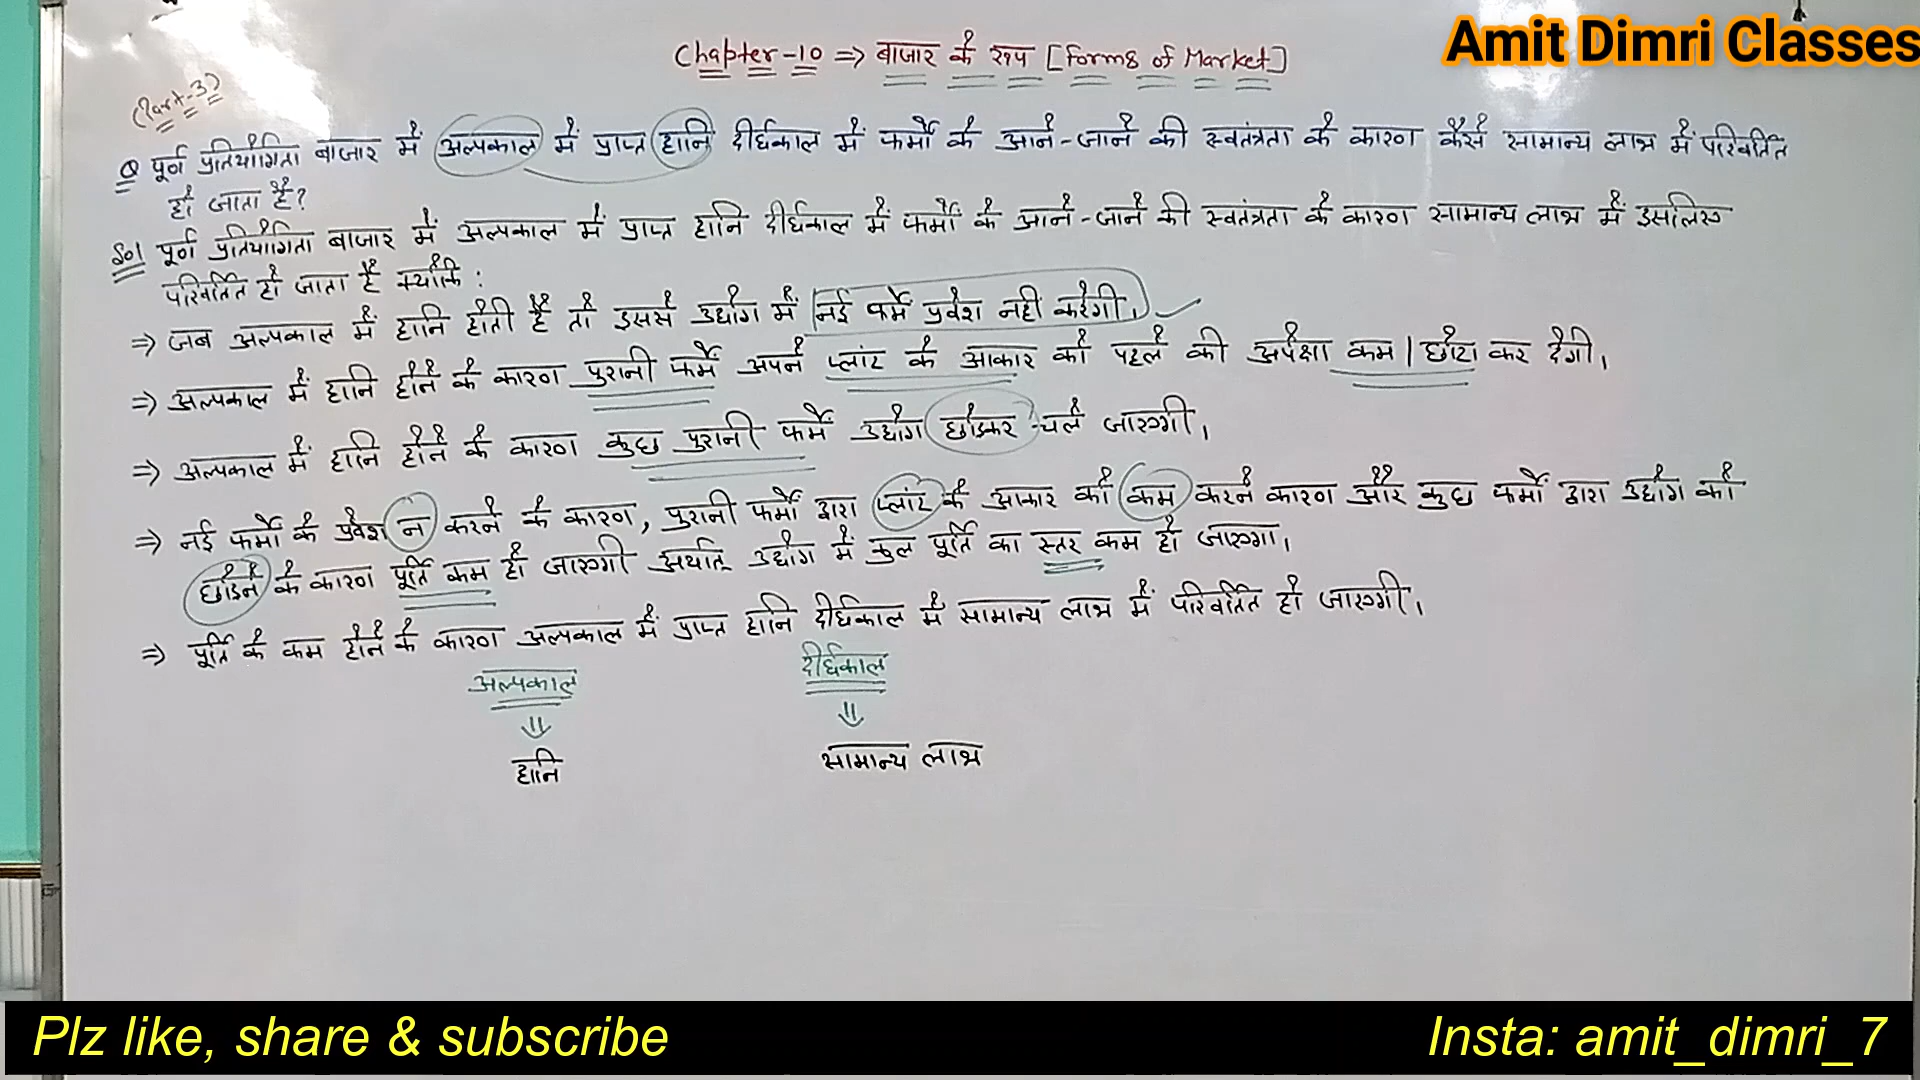 Amit Dimri Classes
Chapter-10 ⇒ बाजार के रूप [Forms of Market]
(Part-3)
Q पूर्ण प्रतियोगिता बाजार में अल्पकाल में प्राप्त हानि दीर्घकाल में फर्मों के आने-जाने की स्वतंत्रता के कारण कैसे सामान्य लाभ में परिवर्तित
हो जाता है?
Sol पूर्ण प्रतियोगिता बाजार में अल्पकाल में प्राप्त हानि दीर्घकाल में फर्मों के आने-जाने की स्वतंत्रता के कारण सामान्य लाभ में इसलिए
परिवर्तित हो जाता है क्योंकि :
⇒ जब अल्पकाल में हानि होती है तो इससे उद्योग में नई फर्में प्रवेश नहीं करेंगी।
⇒ अल्पकाल में हानि होने के कारण पुरानी फर्में अपने प्लांट के आकार को पहले की अपेक्षा कम / छोटा कर देगी।
⇒ अल्पकाल में हानि होने के कारण कुछ पुरानी फर्में उद्योग छोड़कर चले जाएगी।
⇒ नई फर्मों के प्रवेश न करने के कारण, पुरानी फर्मों द्वारा प्लांट के आकार को कम करने कारण और कुछ फर्मों द्वारा उद्योग को
छोड़ने के कारण पूर्ति कम हो जाएगी अर्थात् उद्योग में कुल पूर्ति का स्तर कम हो जाएगा।
⇒ पूर्ति के कम होने के कारण अल्पकाल में प्राप्त हानि दीर्घकाल में सामान्य लाभ में परिवर्तित हो जाएगी।
अल्पकाल दीर्घकाल
⇓ ⇓
हानि सामान्य लाभ
Plz like, share & subscribe
Insta: amit_dimri_7